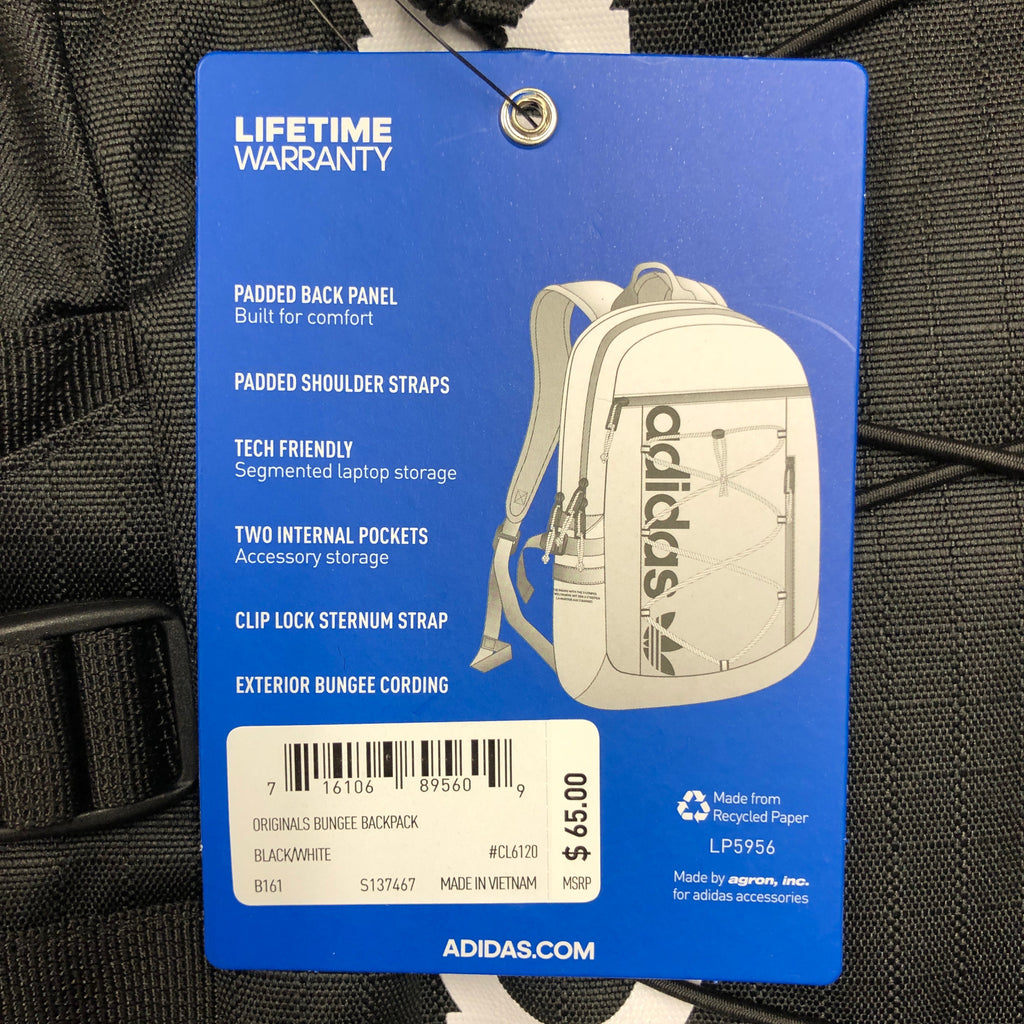 LIFETIME
WARRANTY
PADDED BACK PANEL
Built for comfort
PADDED SHOULDER STRAPS
TECH FRIENDLY
Segmented laptop storage
TWO INTERNAL POCKETS
Accessory storage
CLIP LOCK STERNUM STRAP
EXTERIOR BUNGEE CORDING
adidas
7 16106 89560 9
ORIGINALS BUNGEE BACKPACK
BLACK/WHITE #CL6120
B161 S137467 MADE IN VIETNAM
$ 65.00
MSRP
Made from
Recycled Paper
LP5956
Made by agron, inc.
for adidas accessories
ADIDAS.COM